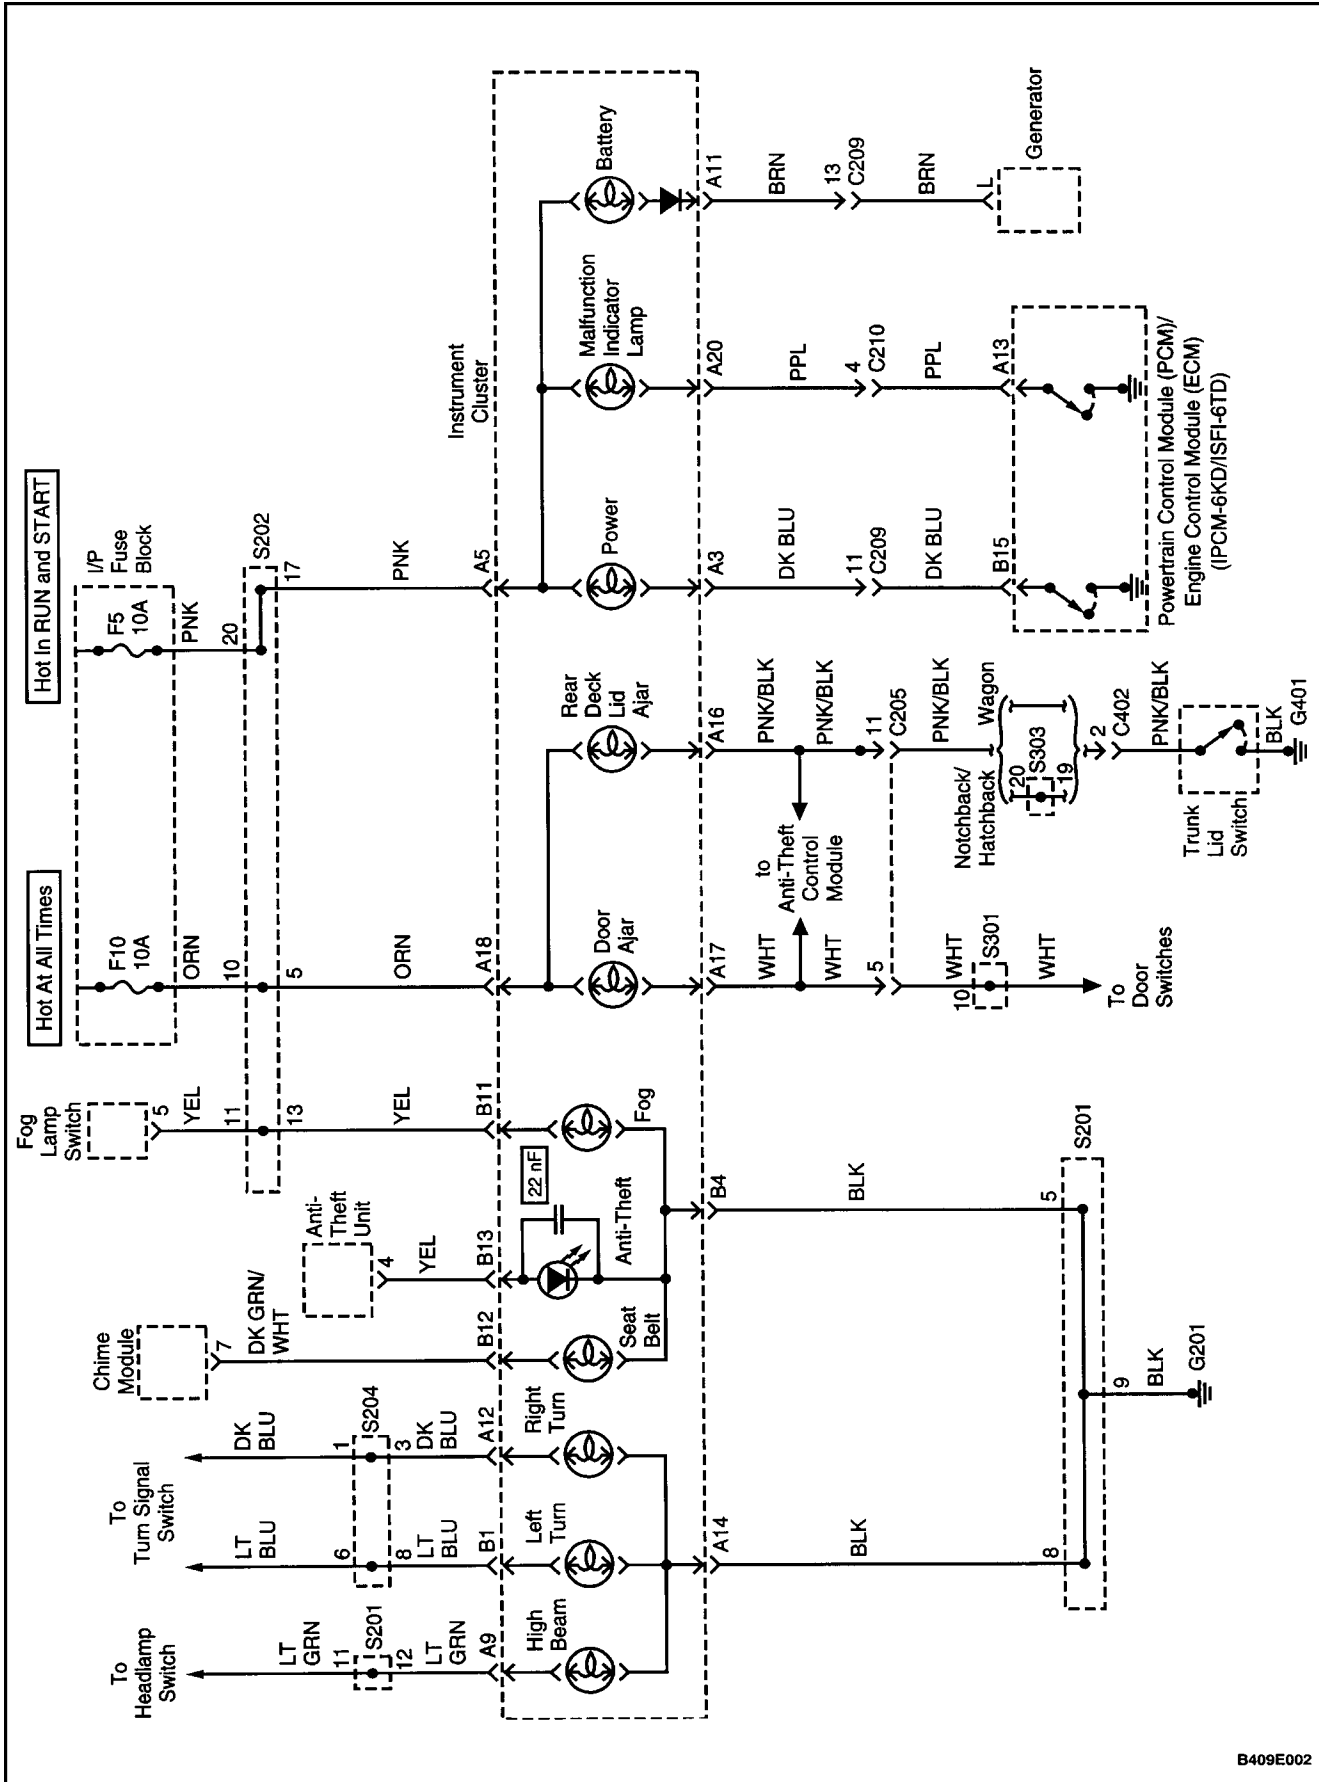 Hot In RUN and START
Hot At All Times
I/P
Fuse
Block
F5
10A
PNK
20
S202
17
PNK
A5
F10
10A
ORN
10
5
ORN
A18
Fog
Lamp
Switch
5
YEL
11
13
YEL
B11
Anti-
Theft
Unit
4
YEL
B13
Chime
Module
7
DK GRN/
WHT
B12
To
Turn Signal
Switch
DK
BLU
1
S204
3
DK
BLU
A12
LT
BLU
6
8
LT
BLU
B1
To
Headlamp
Switch
LT
GRN
11
S201
12
LT
GRN
A9
Instrument
Cluster
Battery
Malfunction
Indicator
Lamp
Power
Rear
Deck
Lid
Ajar
Door
Ajar
Fog
22 nF
Anti-Theft
Seat
Belt
Right
Turn
Left
Turn
High
Beam
A11
BRN
13
C209
BRN
L
Generator
A20
PPL
4
C210
PPL
A13
A3
DK BLU
11
C209
DK BLU
B15
Powertrain Control Module (PCM)/
Engine Control Module (ECM)
(IPCM-6KD/ISFI-6TD)
A16
PNK/BLK
PNK/BLK
11
C205
PNK/BLK
Wagon
Notchback/
Hatchback
20
S303
19
2
C402
PNK/BLK
Trunk
Lid
Switch
BLK
G401
to
Anti-Theft
Control
Module
A17
WHT
WHT
5
WHT
10
S301
WHT
To
Door
Switches
B4
BLK
5
S201
A14
BLK
8
9
BLK
G201
B409E002